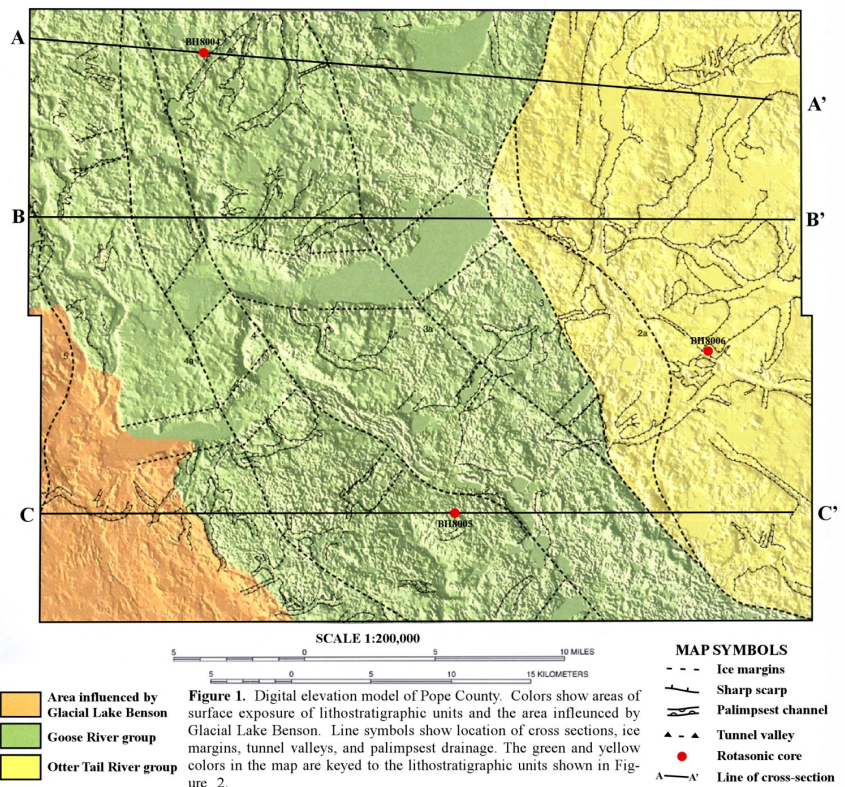 A
BH8004
A'
B
B'
3
3a
2a
4
4a
5
BH8006
C
BH8005
C'
SCALE 1:200,000
5 0 5 10 MILES
5 0 5 10 15 KILOMETERS
Area influenced by
Glacial Lake Benson
Goose River group
Otter Tail River group
Figure 1. Digital elevation model of Pope County. Colors show areas of
surface exposure of lithostratigraphic units and the area infleunced by
Glacial Lake Benson. Line symbols show location of cross sections, ice
margins, tunnel valleys, and palimpsest drainage. The green and yellow
colors in the map are keyed to the lithostratigraphic units shown in Fig-
ure 2.
MAP SYMBOLS
Ice margins
Sharp scarp
Palimpsest channel
Tunnel valley
Rotasonic core
A A' Line of cross-section